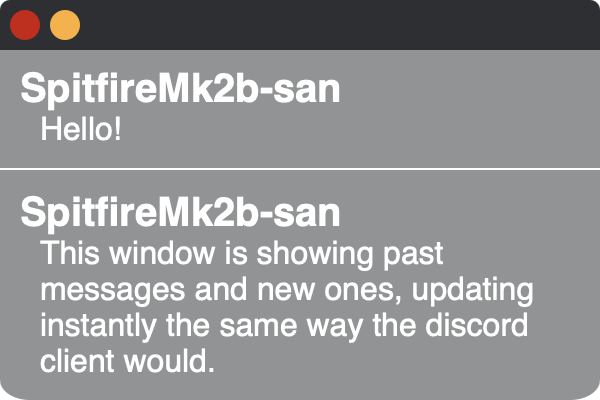 SpitfireMk2b-san
Hello!
SpitfireMk2b-san
This window is showing past
messages and new ones, updating
instantly the same way the discord
client would.